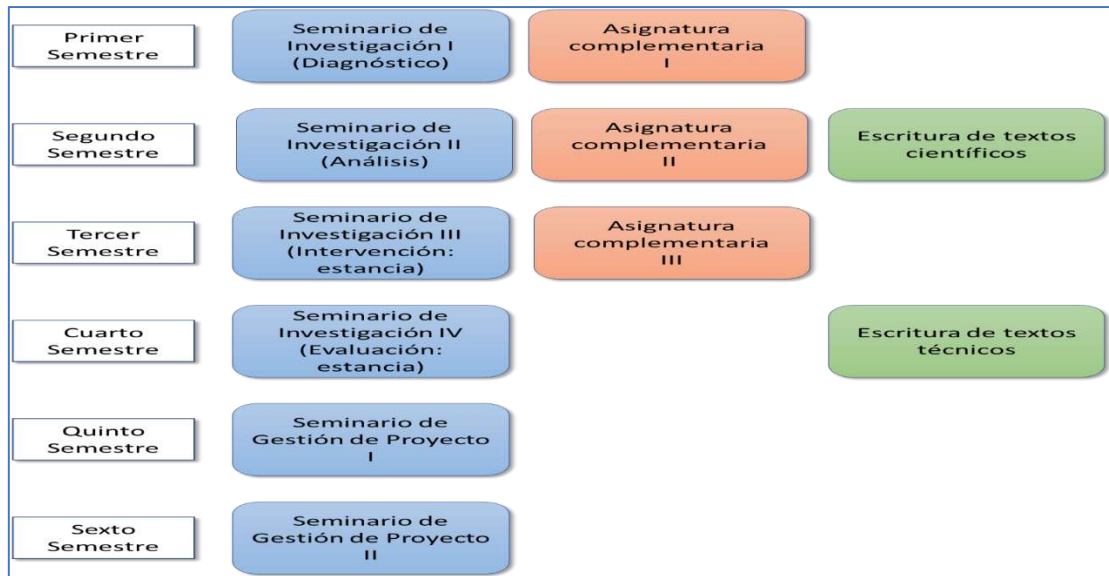 Primer
Semestre
Seminario de
Investigación I
(Diagnóstico)
Asignatura
complementaria
I
Segundo
Semestre
Seminario de
Investigación II
(Análisis)
Asignatura
complementaria
II
Escritura de textos
científicos
Tercer
Semestre
Seminario de
Investigación III
(Intervención:
estancia)
Asignatura
complementaria
III
Cuarto
Semestre
Seminario de
Investigación IV
(Evaluación:
estancia)
Escritura de textos
técnicos
Quinto
Semestre
Seminario de
Gestión de Proyecto
I
Sexto
Semestre
Seminario de
Gestión de Proyecto
II